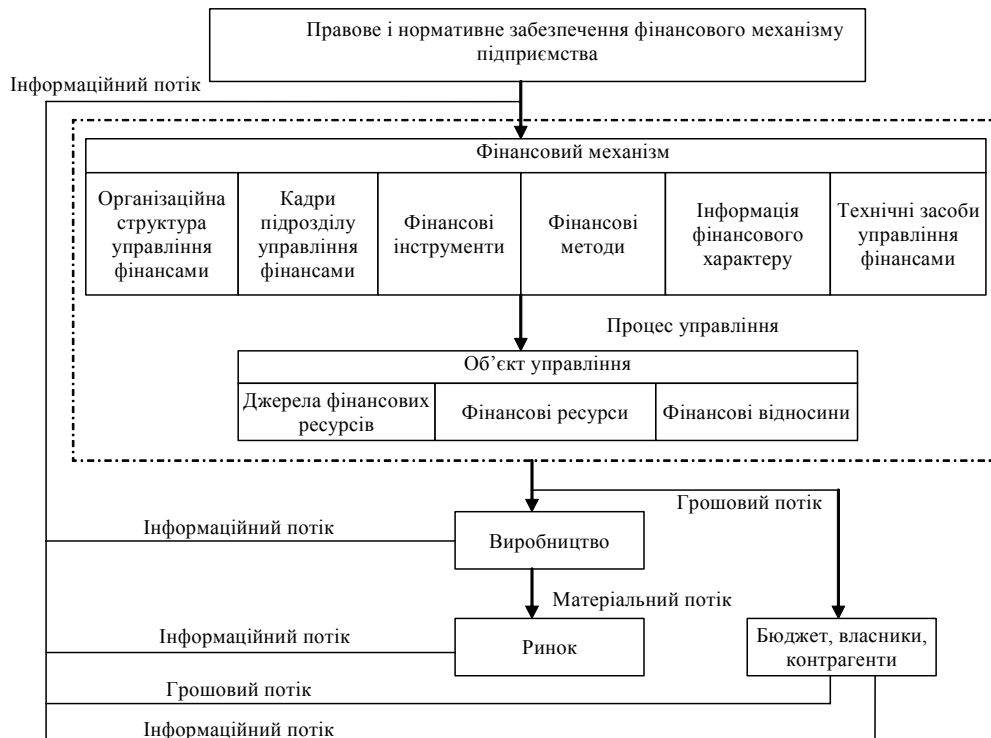 Правове і нормативне забезпечення фінансового механізму
підприємства
Інформаційний потік
Фінансовий механізм
Організаційна
структура
управління
фінансами
Кадри
підрозділу
управління
фінансами
Фінансові
інструменти
Фінансові
методи
Інформація
фінансового
характеру
Технічні засоби
управління
фінансами
Процес управління
Об’єкт управління
Джерела фінансових
ресурсів
Фінансові ресурси
Фінансові відносини
Грошовий потік
Інформаційний потік
Виробництво
Матеріальний потік
Інформаційний потік
Ринок
Бюджет, власники,
контрагенти
Грошовий потік
Інформаційний потік